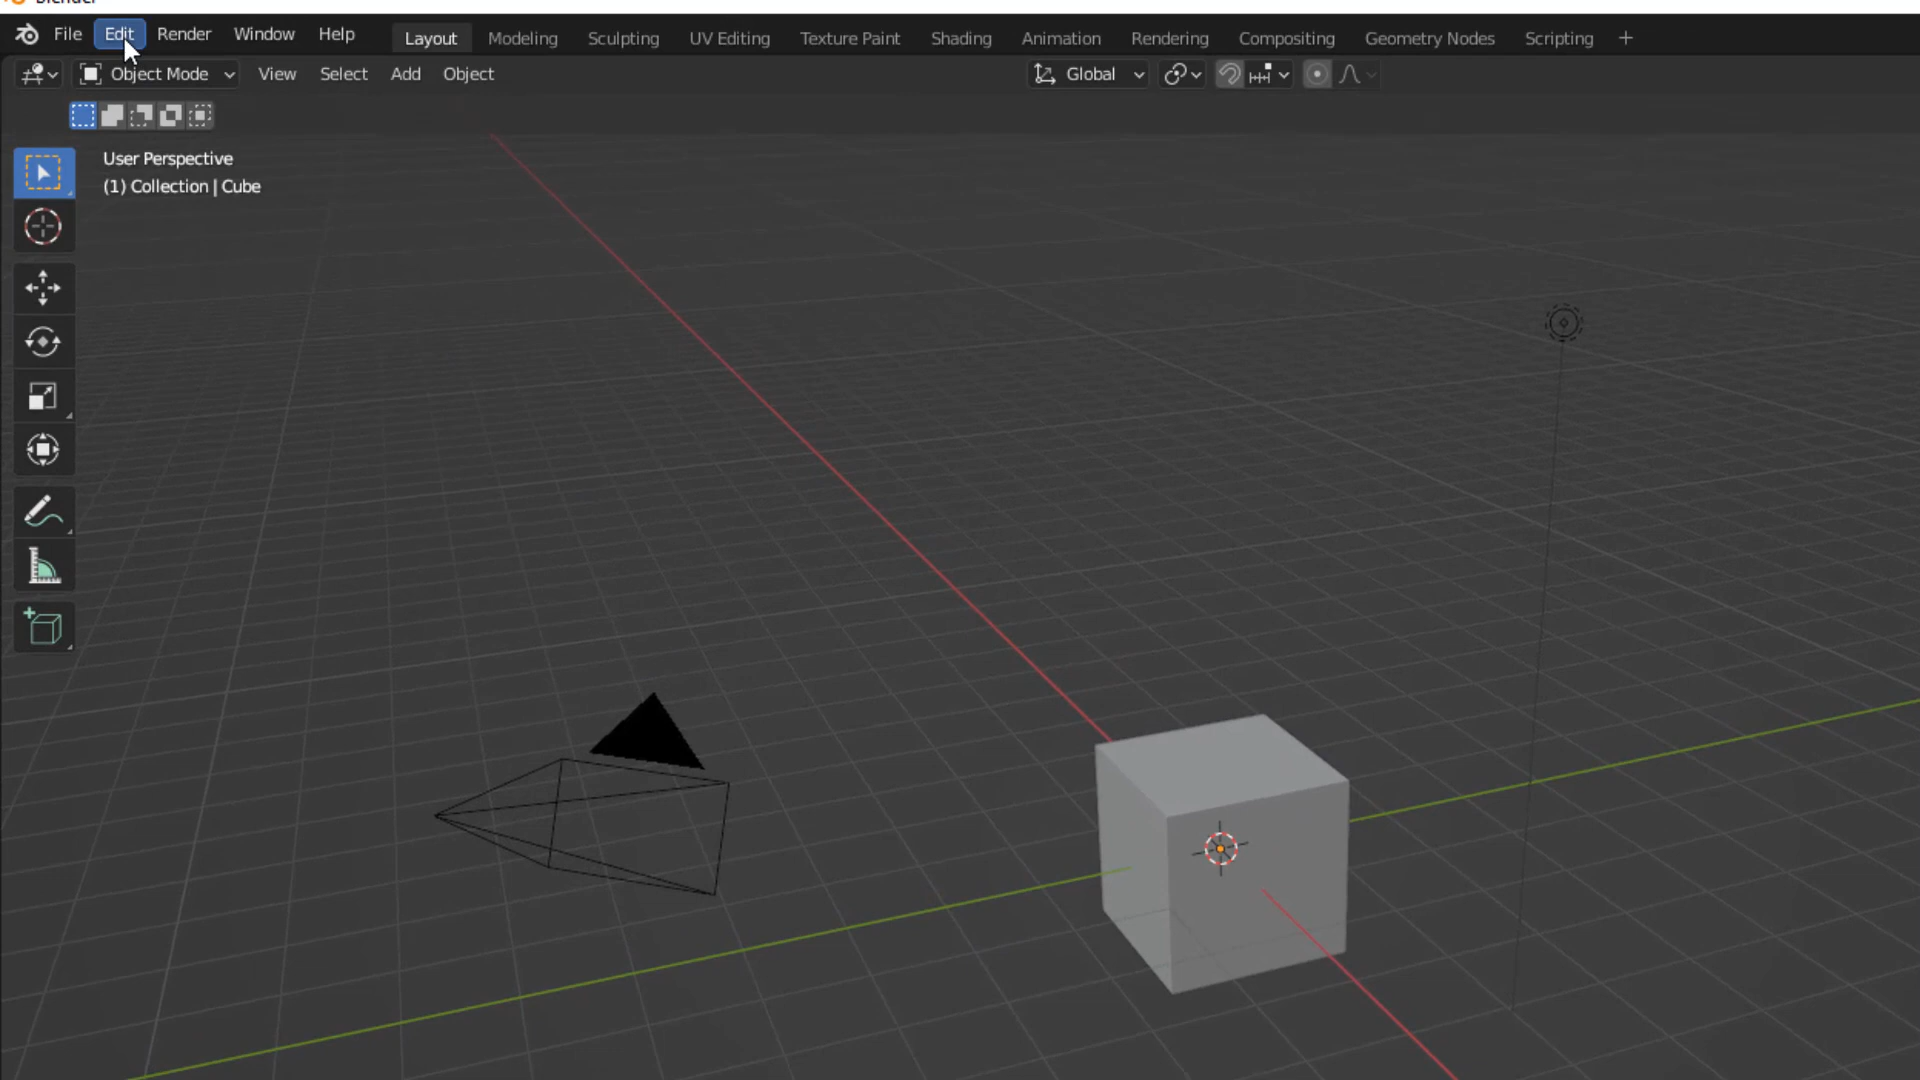 File Edit Render Window Help Layout Modeling Sculpting UV Editing Texture Paint Shading Animation Rendering Compositing Geometry Nodes Scripting +
Object Mode View Select Add Object Global
User Perspective
(1) Collection | Cube